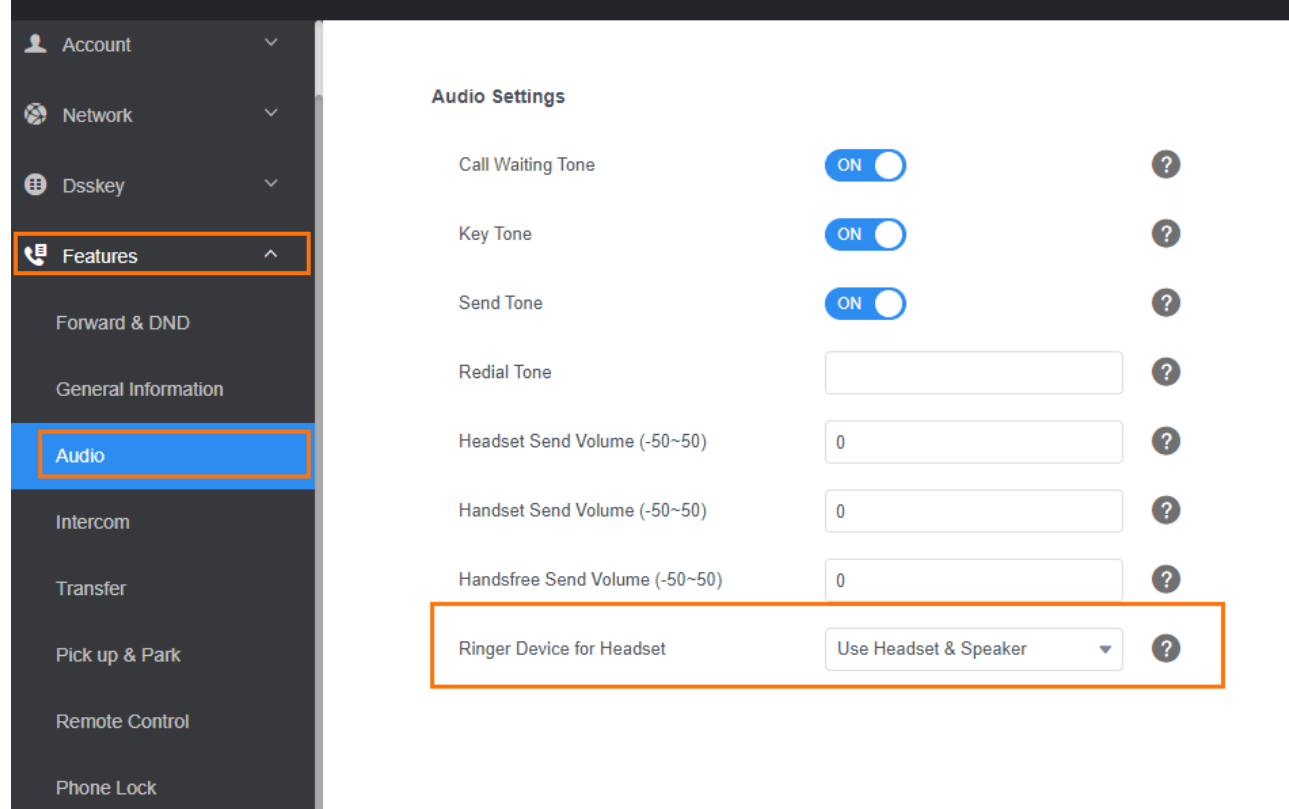 Account
Network
Dsskey
Features
Forward & DND
General Information
Audio
Intercom
Transfer
Pick up & Park
Remote Control
Phone Lock
Audio Settings
Call Waiting Tone ON ?
Key Tone ON ?
Send Tone ON ?
Redial Tone ?
Headset Send Volume (-50~50) 0 ?
Handset Send Volume (-50~50) 0 ?
Handsfree Send Volume (-50~50) 0 ?
Ringer Device for Headset Use Headset & Speaker ?